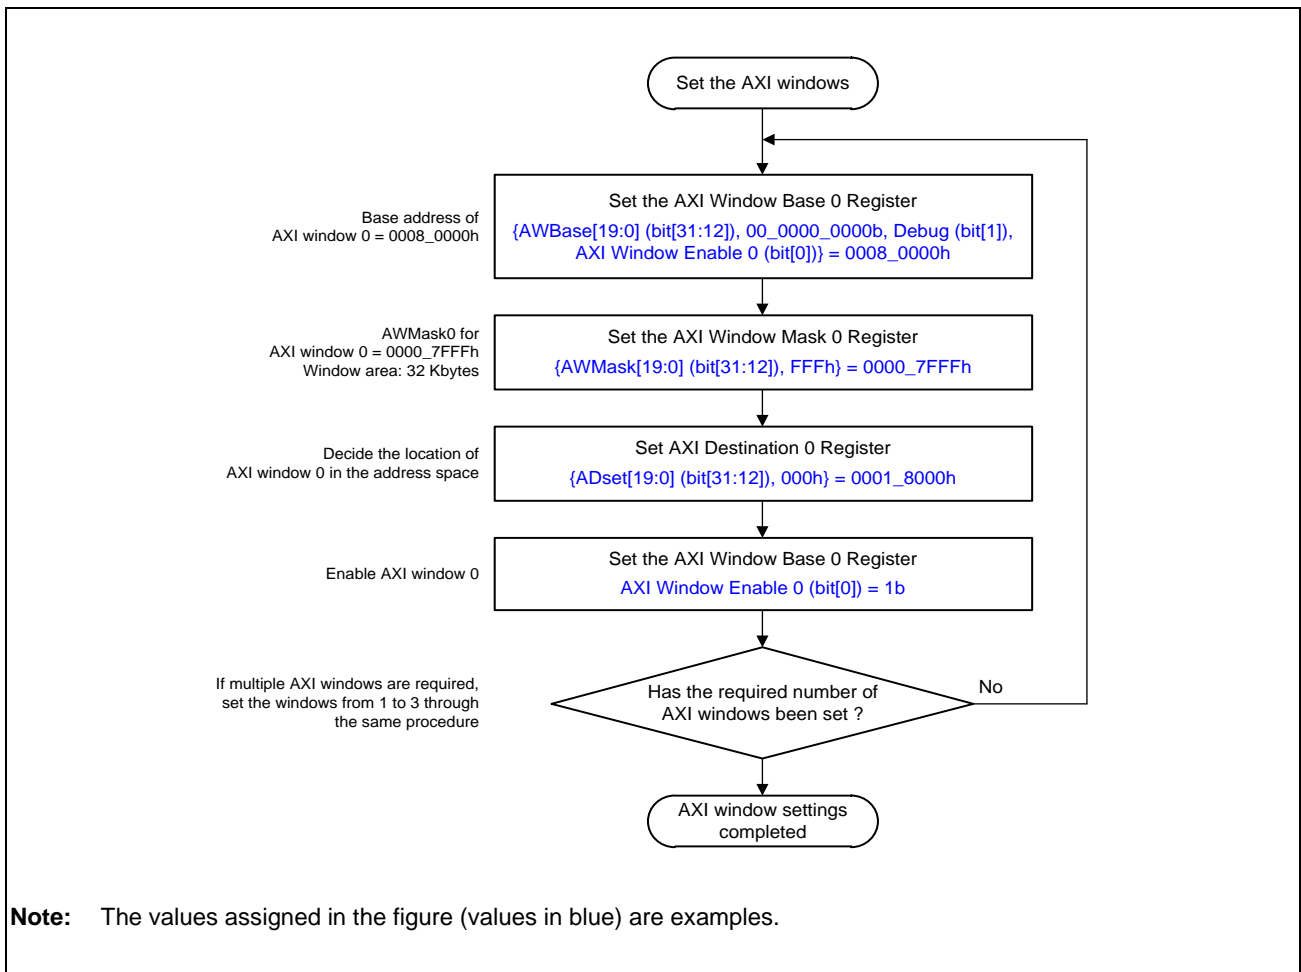 Set the AXI windows
Base address of
AXI window 0 = 0008_0000h
Set the AXI Window Base 0 Register
{AWBase[19:0] (bit[31:12]), 00_0000_0000b, Debug (bit[1]),
AXI Window Enable 0 (bit[0])} = 0008_0000h
AWMask0 for
AXI window 0 = 0000_7FFFh
Window area: 32 Kbytes
Set the AXI Window Mask 0 Register
{AWMask[19:0] (bit[31:12]), FFFh} = 0000_7FFFh
Decide the location of
AXI window 0 in the address space
Set AXI Destination 0 Register
{ADset[19:0] (bit[31:12]), 000h} = 0001_8000h
Enable AXI window 0
Set the AXI Window Base 0 Register
AXI Window Enable 0 (bit[0]) = 1b
If multiple AXI windows are required,
set the windows from 1 to 3 through
the same procedure
Has the required number of
AXI windows been set ?
No
AXI window settings
completed
Note: The values assigned in the figure (values in blue) are examples.